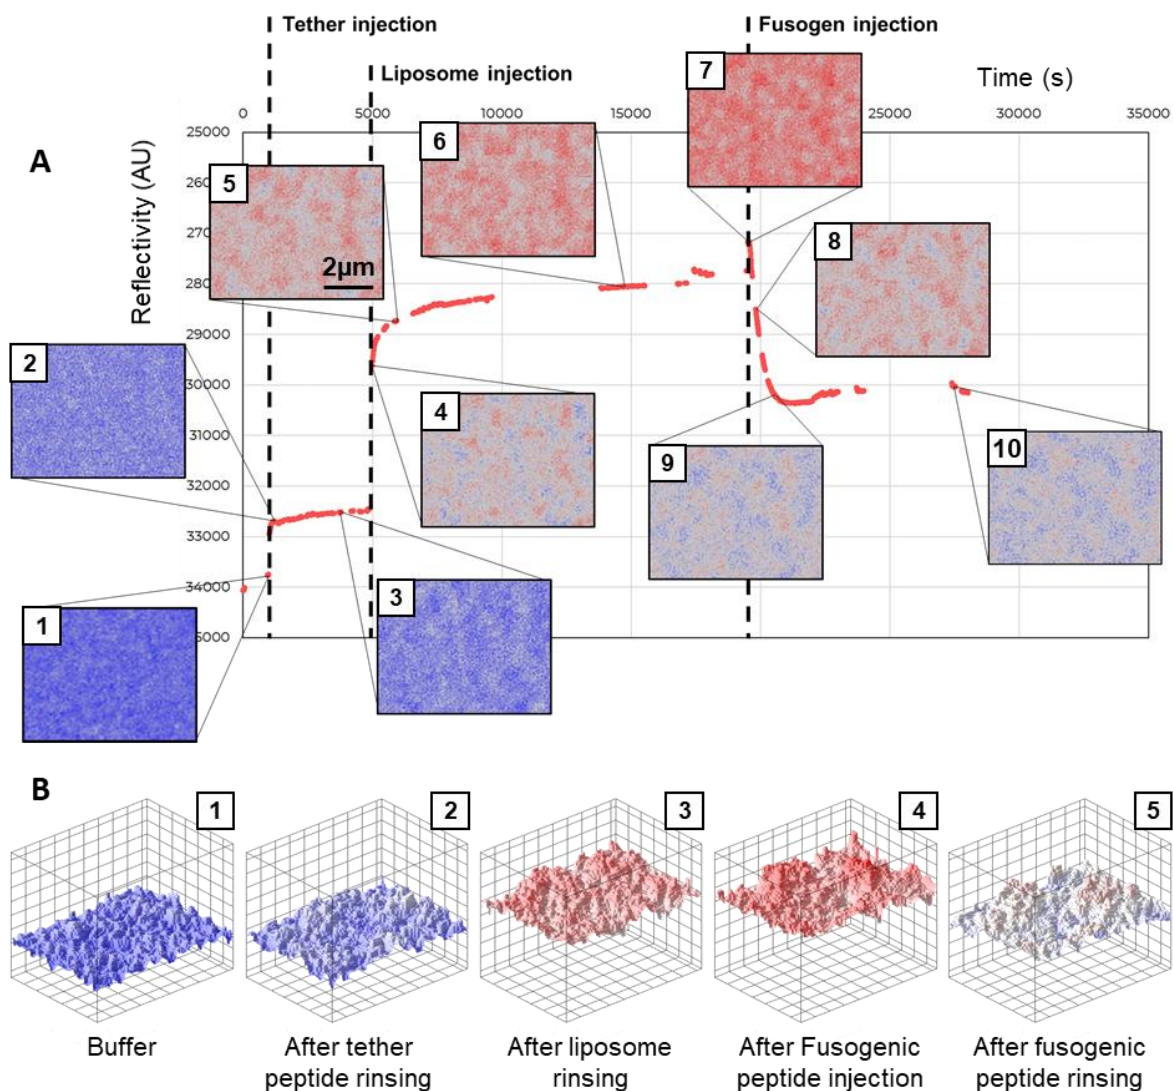 Tether injection
Fusogen injection
Liposome injection
Time (s)
A
Reflectivity (AU)
0 5000 10000 15000 25000 30000 35000
25000
27000
28000
29000
30000
31000
32000
33000
34000
1
2
3
4
5
2µm
6
7
8
9
10
B
1 2 3 4 5
Buffer
After tether
peptide rinsing
After liposome
rinsing
After Fusogenic
peptide injection
After fusogenic
peptide rinsing